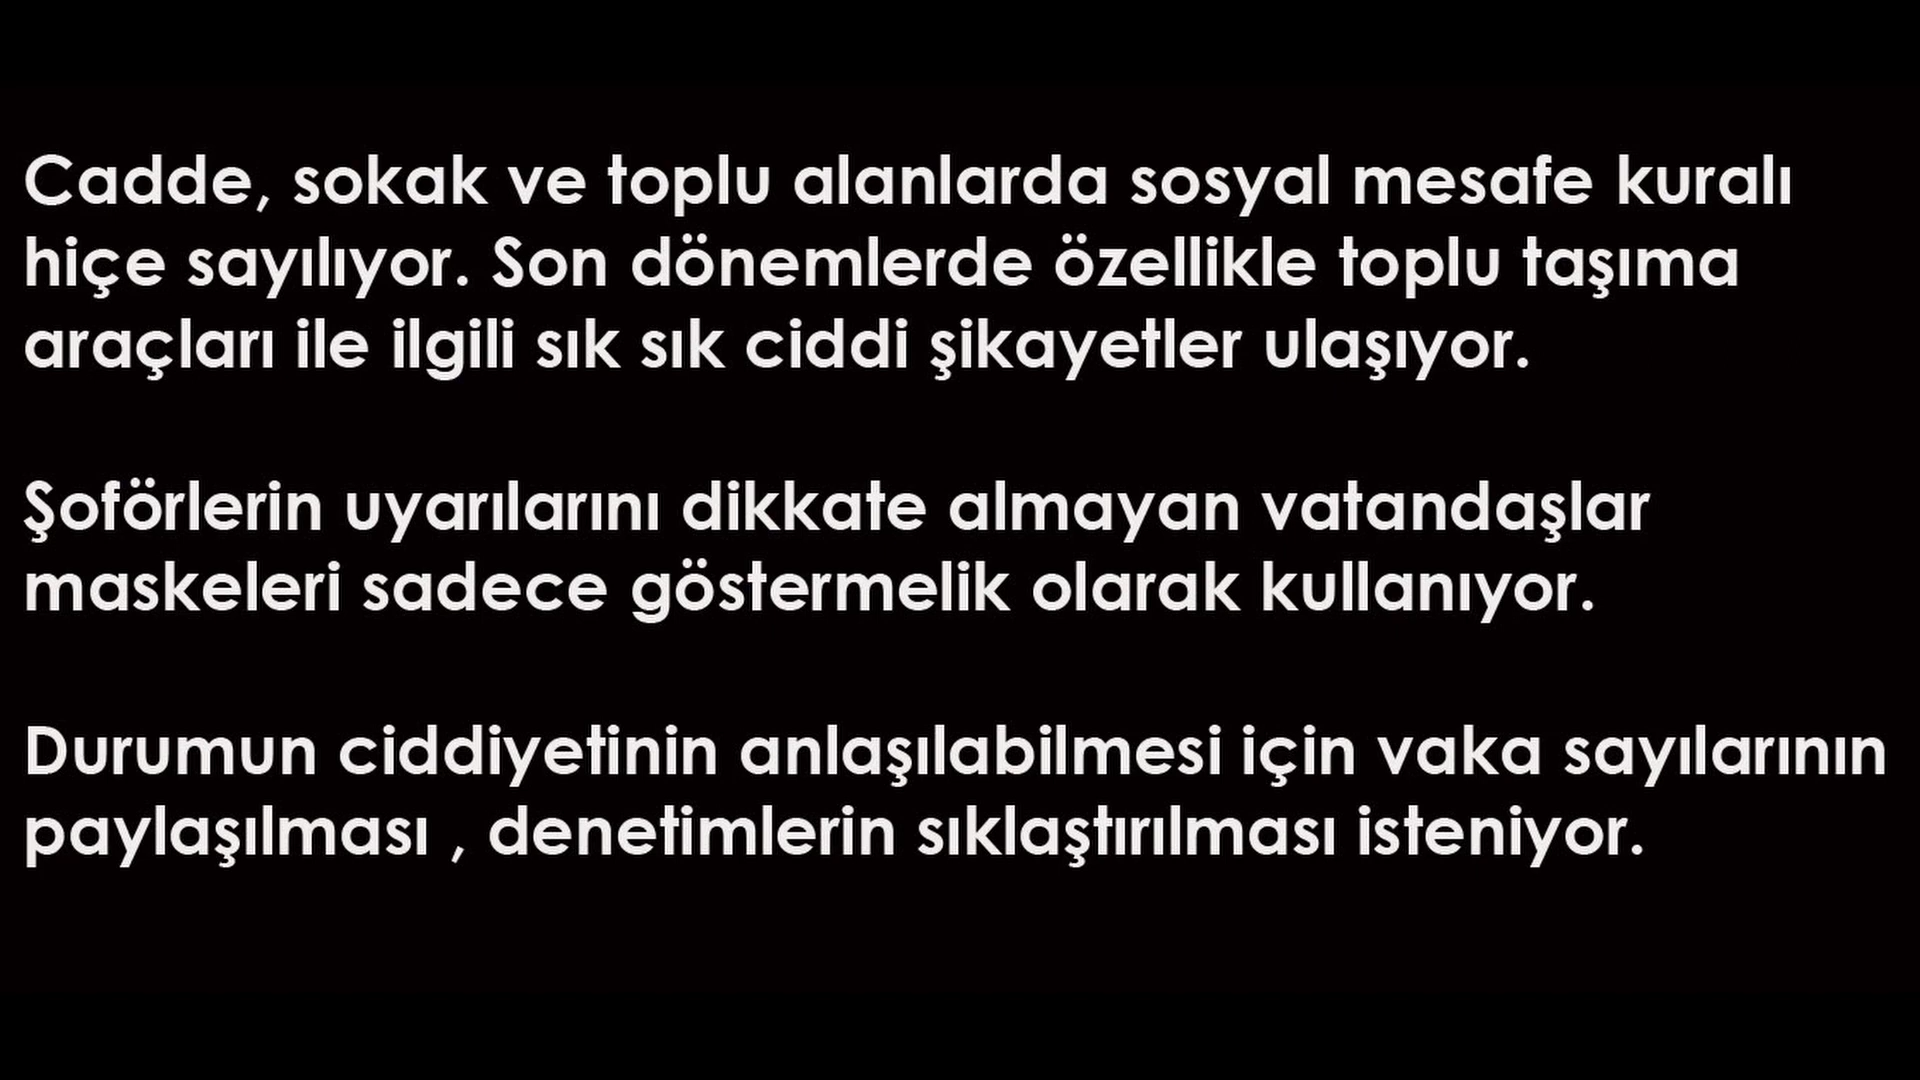 Cadde, sokak ve toplu alanlarda sosyal mesafe kuralı
hiçe sayılıyor. Son dönemlerde özellikle toplu taşıma
araçları ile ilgili sık sık ciddi şikayetler ulaşıyor.
Şoförlerin uyarılarını dikkate almayan vatandaşlar
maskeleri sadece göstermelik olarak kullanıyor.
Durumun ciddiyetinin anlaşılabilmesi için vaka sayılarının
paylaşılması , denetimlerin sıklaştırılması isteniyor.